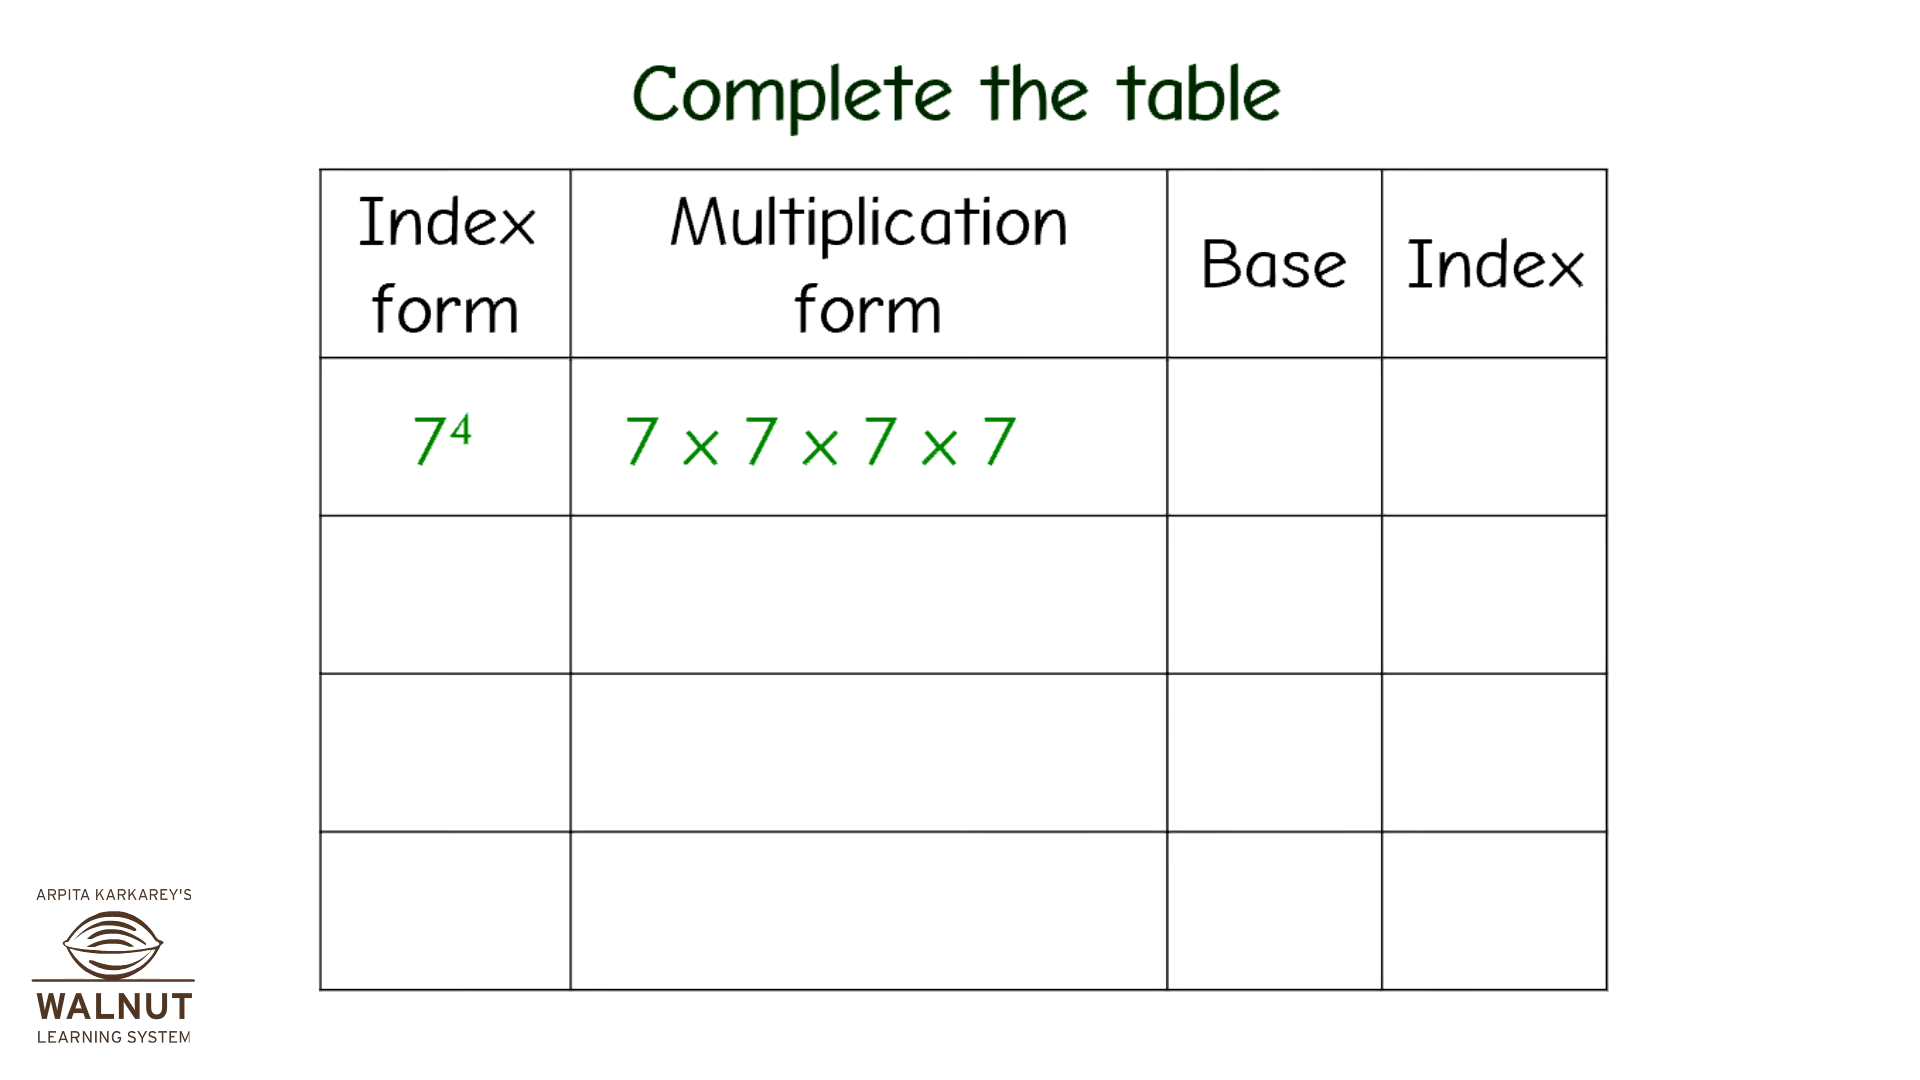 Complete the table
Index
form
Multiplication
form
Base
Index
7⁴
7 x 7 x 7 x 7
ARPITA KARKAREY'S
WALNUT
LEARNING SYSTEM